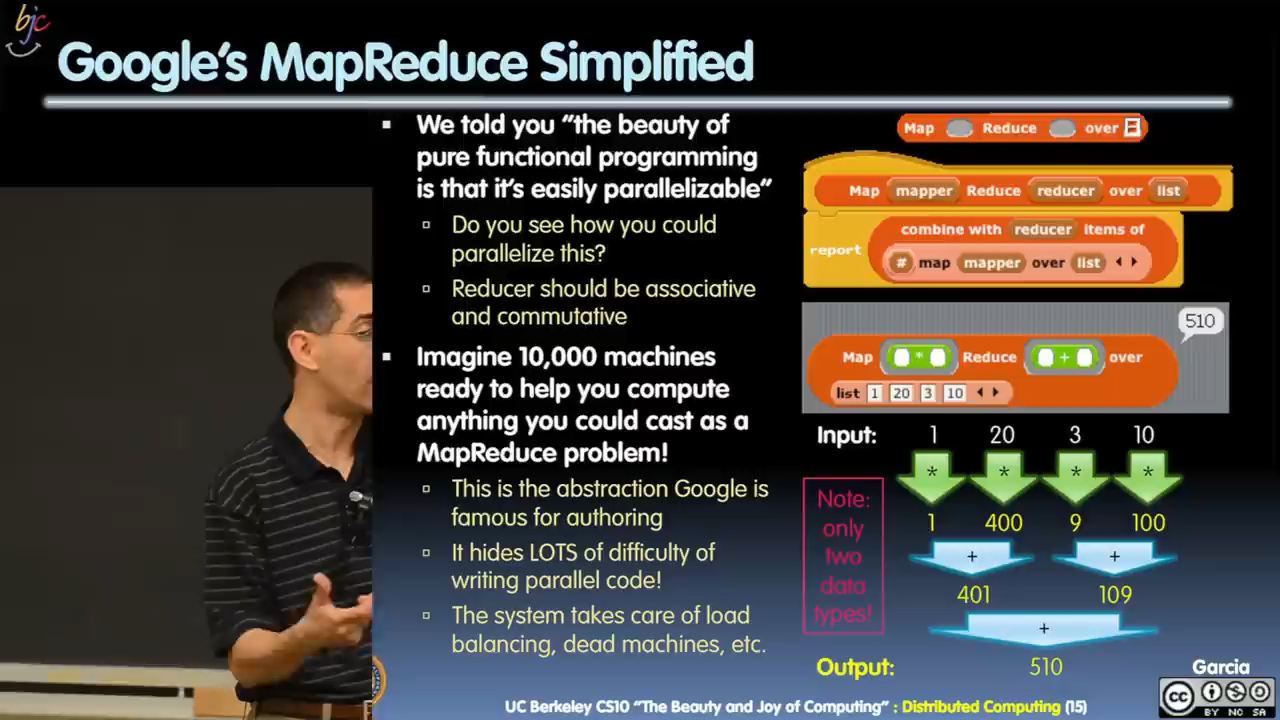 bjc
Google's MapReduce Simplified
▪ We told you "the beauty of
pure functional programming
is that it's easily parallelizable"
▫ Do you see how you could
parallelize this?
▫ Reducer should be associative
and commutative
▪ Imagine 10,000 machines
ready to help you compute
anything you could cast as a
MapReduce problem!
▫ This is the abstraction Google is
famous for authoring
▫ It hides LOTS of difficulty of
writing parallel code!
▫ The system takes care of load
balancing, dead machines, etc.
Map Reduce over
Map mapper Reduce reducer over list
report combine with reducer items of
# map mapper over list
510
Map * Reduce + over
list 1 20 3 10
Input: 1 20 3 10
* * * *
1 400 9 100
+ +
401 109
+
Output: 510
Note:
only
two
data
types!
Garcia
cc
BY NC SA
UC Berkeley CS10 "The Beauty and Joy of Computing" : Distributed Computing (15)